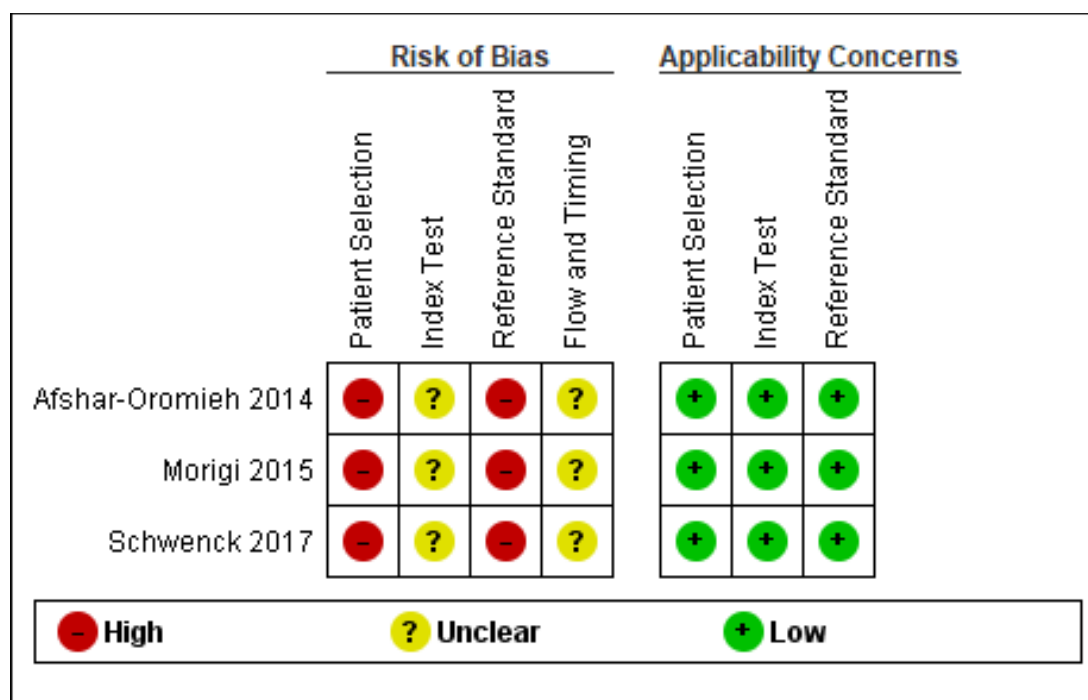 Risk of Bias
Applicability Concerns
Patient Selection
Index Test
Reference Standard
Flow and Timing
Patient Selection
Index Test
Reference Standard
Afshar-Oromieh 2014 - ? - ? + + +
Morigi 2015 - ? - ? + + +
Schwenck 2017 - ? - ? + + +
- High ? Unclear + Low